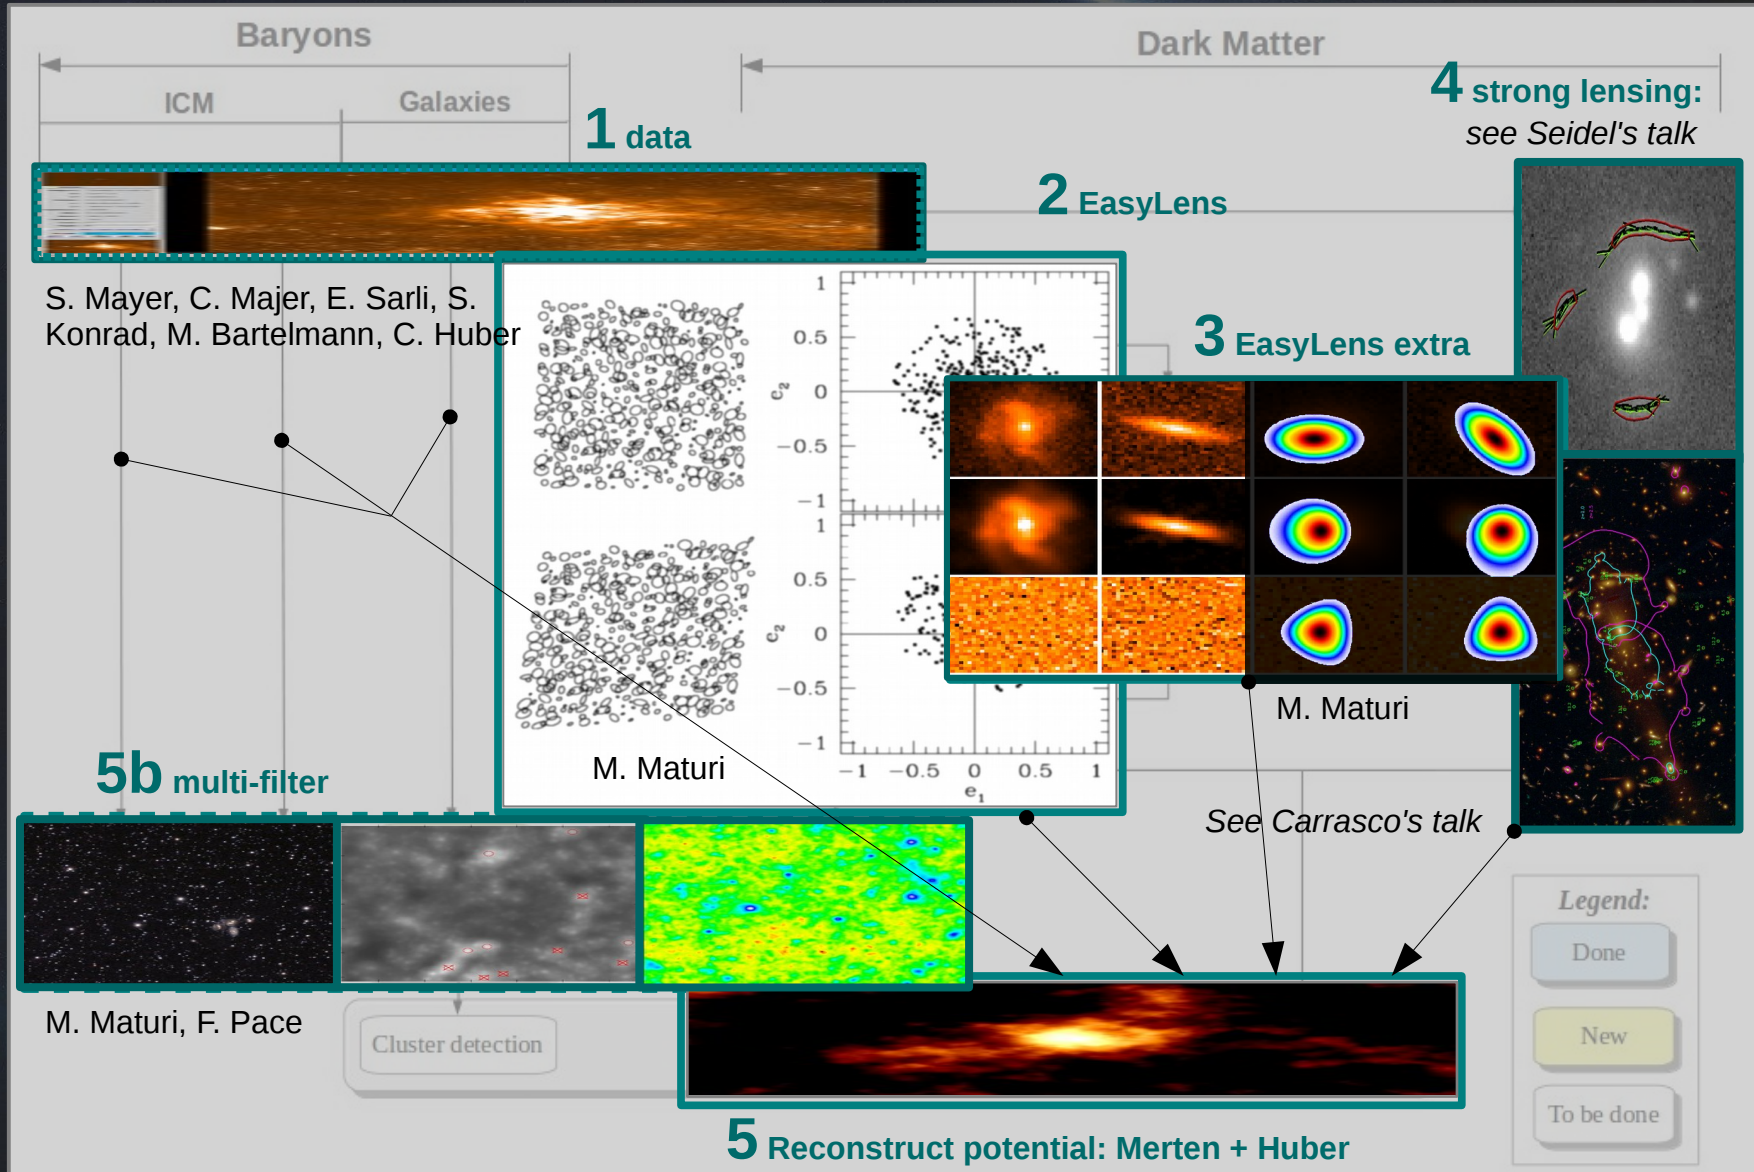 Baryons
Dark Matter
ICM
Galaxies
1 data
2 EasyLens
4 strong lensing:
see Seidel's talk
S. Mayer, C. Majer, E. Sarli, S.
Konrad, M. Bartelmann, C. Huber
3 EasyLens extra
1
0.5
0
−0.5
−1
e2
1
0.5
0
−0.5
−1
e2
−1 −0.5 0 0.5 1
e1
M. Maturi
M. Maturi
See Carrasco's talk
5b multi-filter
M. Maturi, F. Pace
Cluster detection
5 Reconstruct potential: Merten + Huber
Legend:
Done
New
To be done